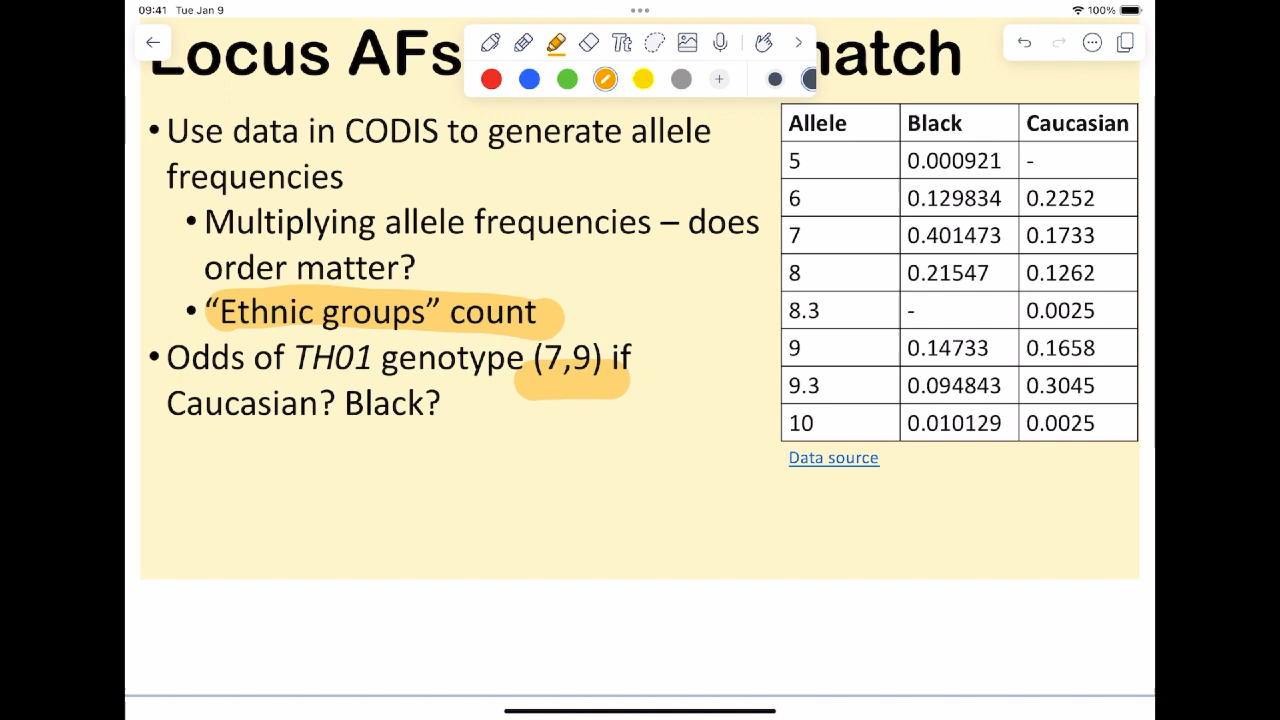 09:41 Tue Jan 9
100%
Locus AFs
match
Tt
• Use data in CODIS to generate allele
frequencies
• Multiplying allele frequencies – does
order matter?
• “Ethnic groups” count
• Odds of TH01 genotype (7,9) if
Caucasian? Black?
Allele Black Caucasian
5 0.000921 -
6 0.129834 0.2252
7 0.401473 0.1733
8 0.21547 0.1262
8.3 - 0.0025
9 0.14733 0.1658
9.3 0.094843 0.3045
10 0.010129 0.0025
Data source